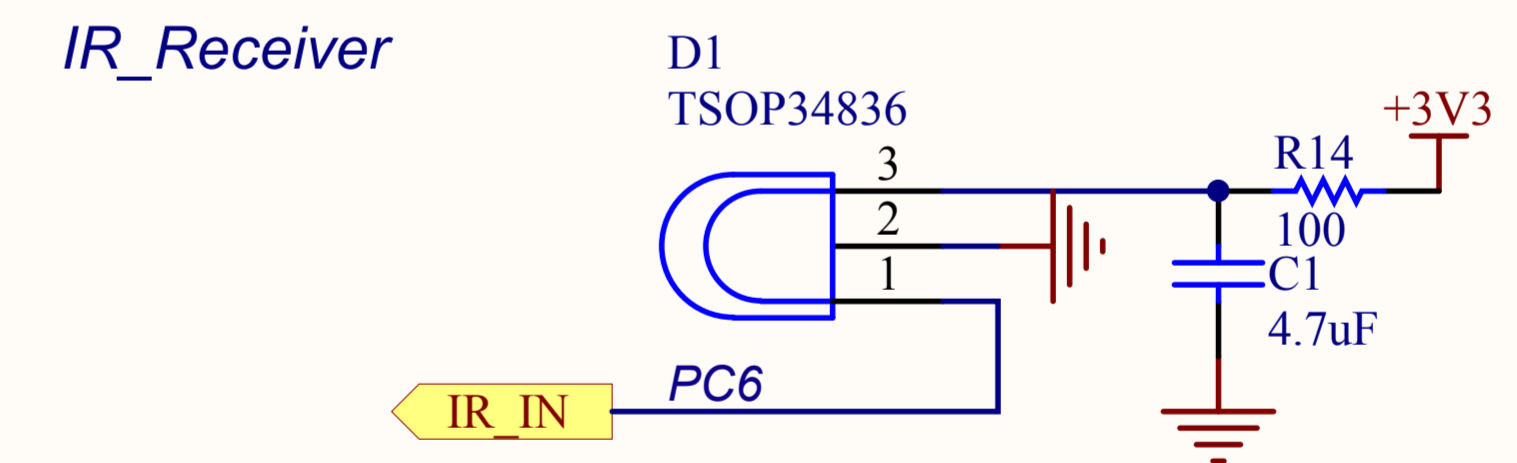 IR_Receiver
D1
TSOP34836
+3V3
3
R14
2
100
1
C1
4.7uF
PC6
IR_IN